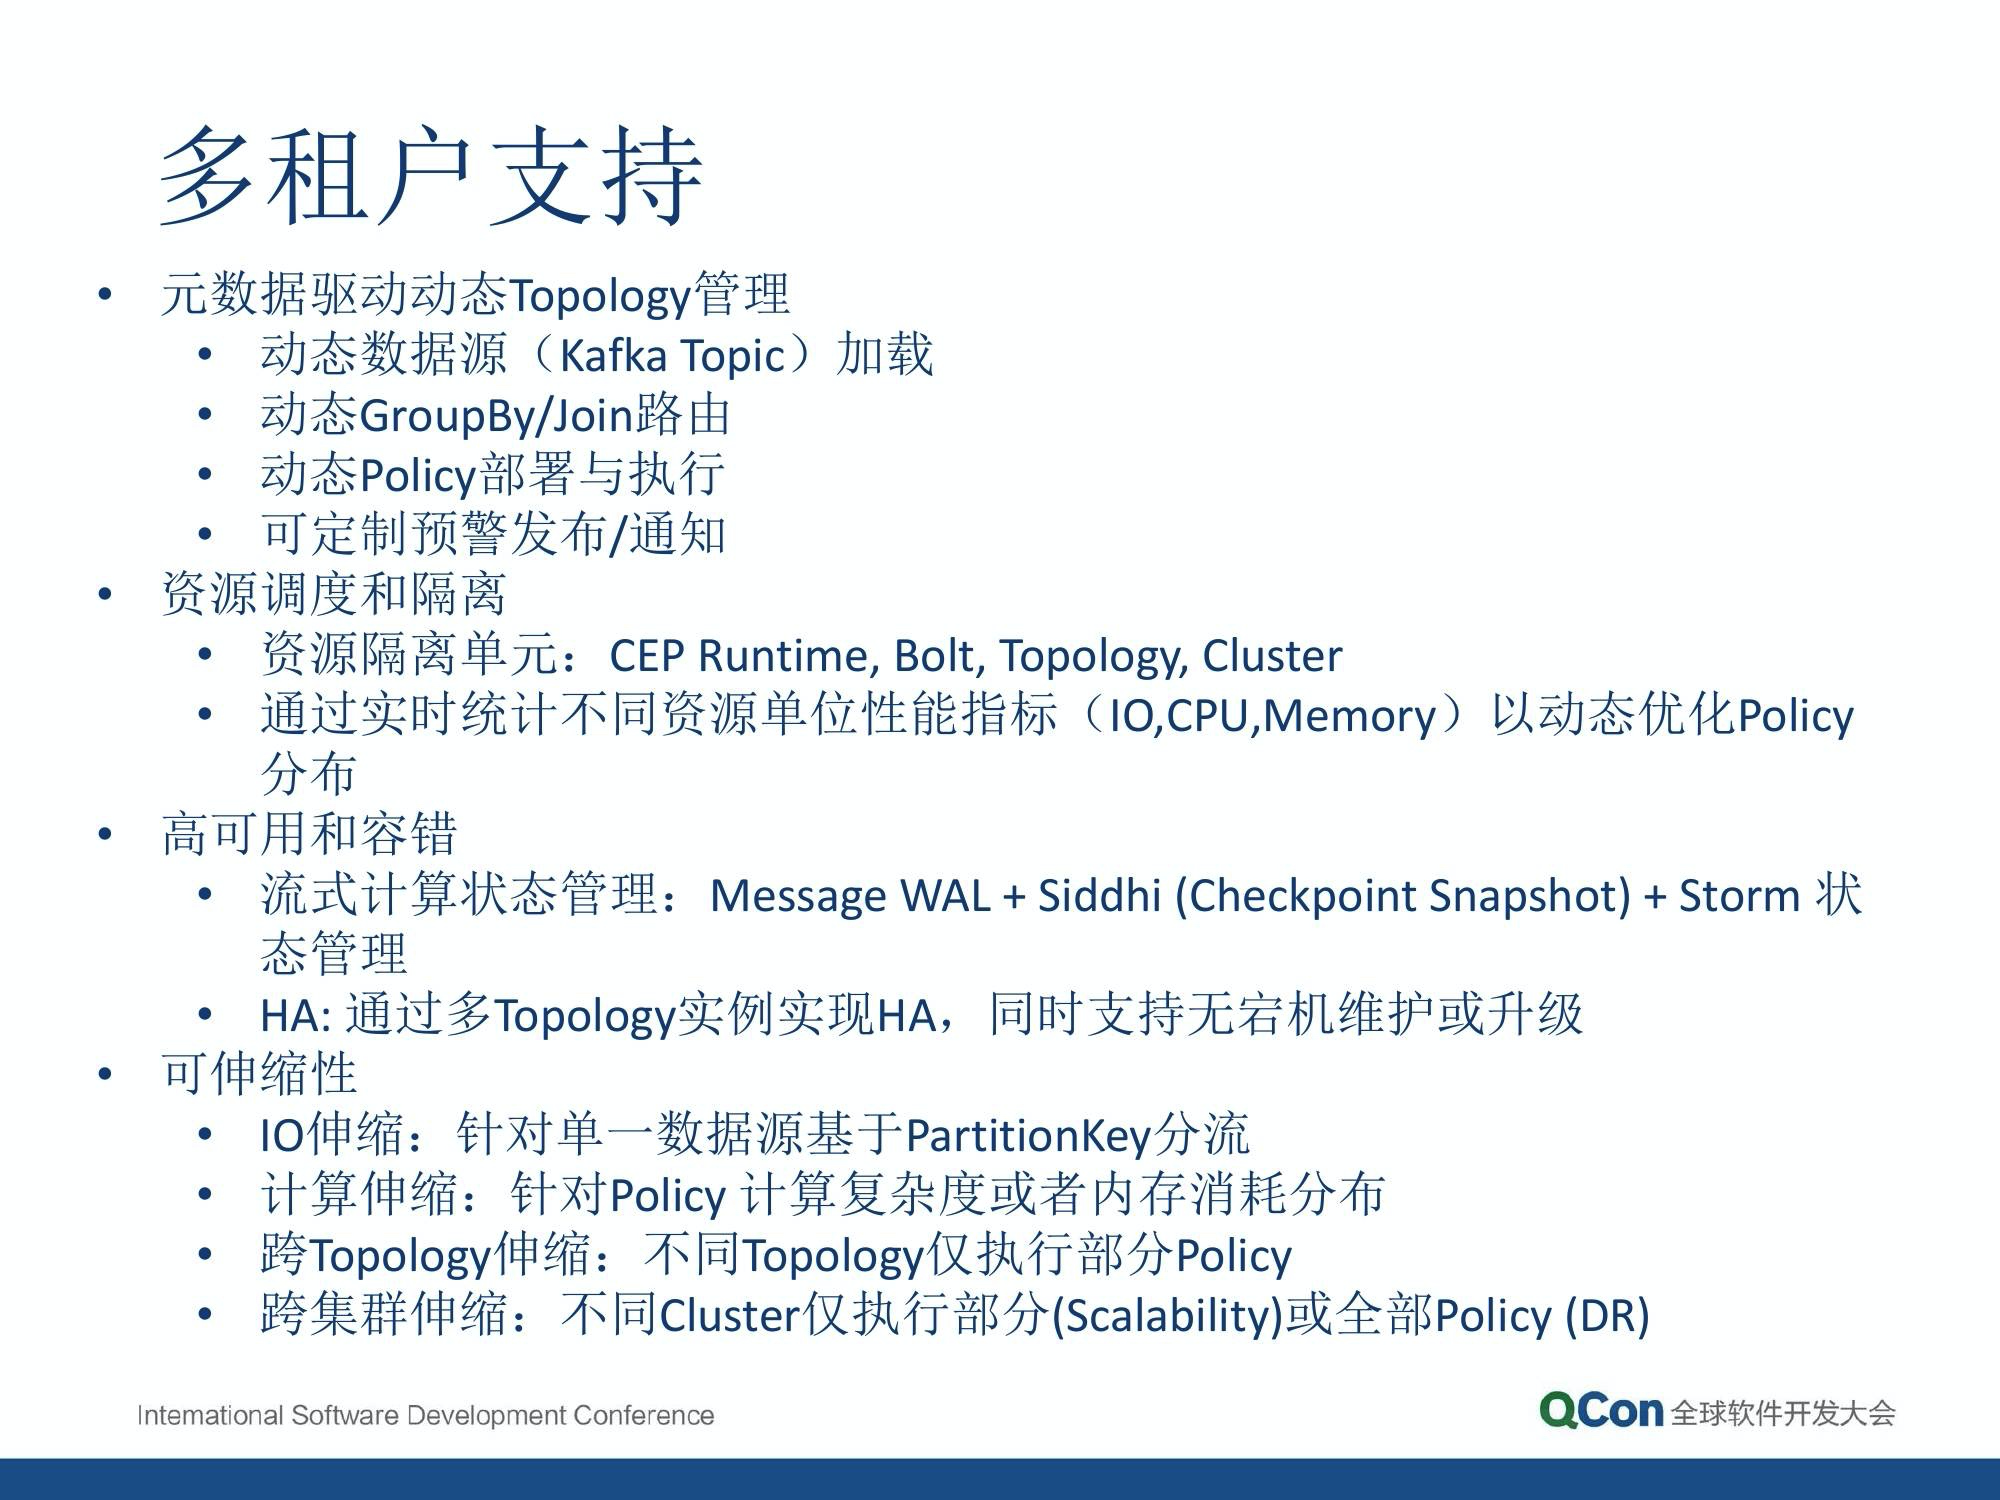 多租户支持
• 元数据驱动动态Topology管理
• 动态数据源（Kafka Topic）加载
• 动态GroupBy/Join路由
• 动态Policy部署与执行
• 可定制预警发布/通知
• 资源调度和隔离
• 资源隔离单元：CEP Runtime, Bolt, Topology, Cluster
• 通过实时统计不同资源单位性能指标（IO,CPU,Memory）以动态优化Policy
分布
• 高可用和容错
• 流式计算状态管理：Message WAL + Siddhi (Checkpoint Snapshot) + Storm 状
态管理
• HA: 通过多Topology实例实现HA，同时支持无宕机维护或升级
• 可伸缩性
• IO伸缩：针对单一数据源基于PartitionKey分流
• 计算伸缩：针对Policy 计算复杂度或者内存消耗分布
• 跨Topology伸缩：不同Topology仅执行部分Policy
• 跨集群伸缩：不同Cluster仅执行部分(Scalability)或全部Policy (DR)
International Software Development Conference
QCon 全球软件开发大会